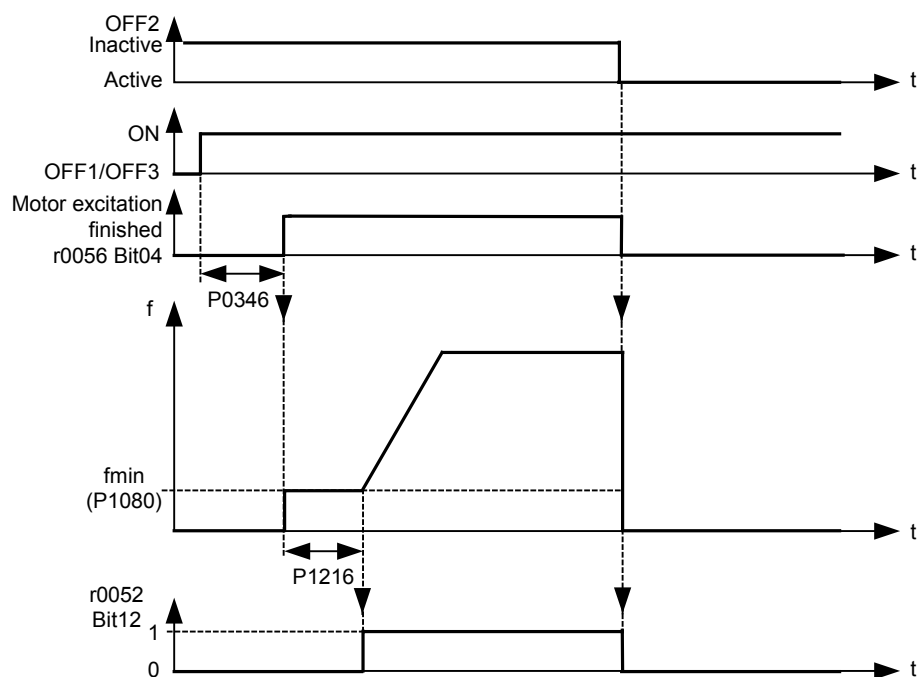 OFF2
Inactive
Active
t
ON
OFF1/OFF3
t
Motor excitation
finished
r0056 Bit04
t
P0346
f
fmin
(P1080)
t
P1216
r0052
Bit12
1
0
t